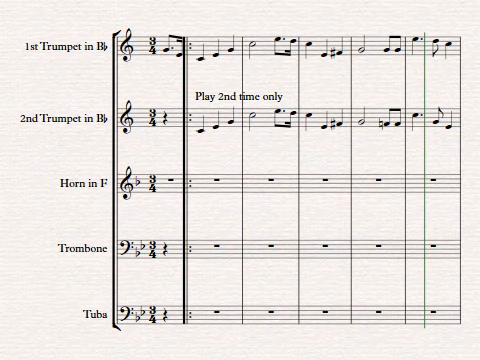 1st Trumpet in B♭
Play 2nd time only
2nd Trumpet in B♭
Horn in F
Trombone
Tuba